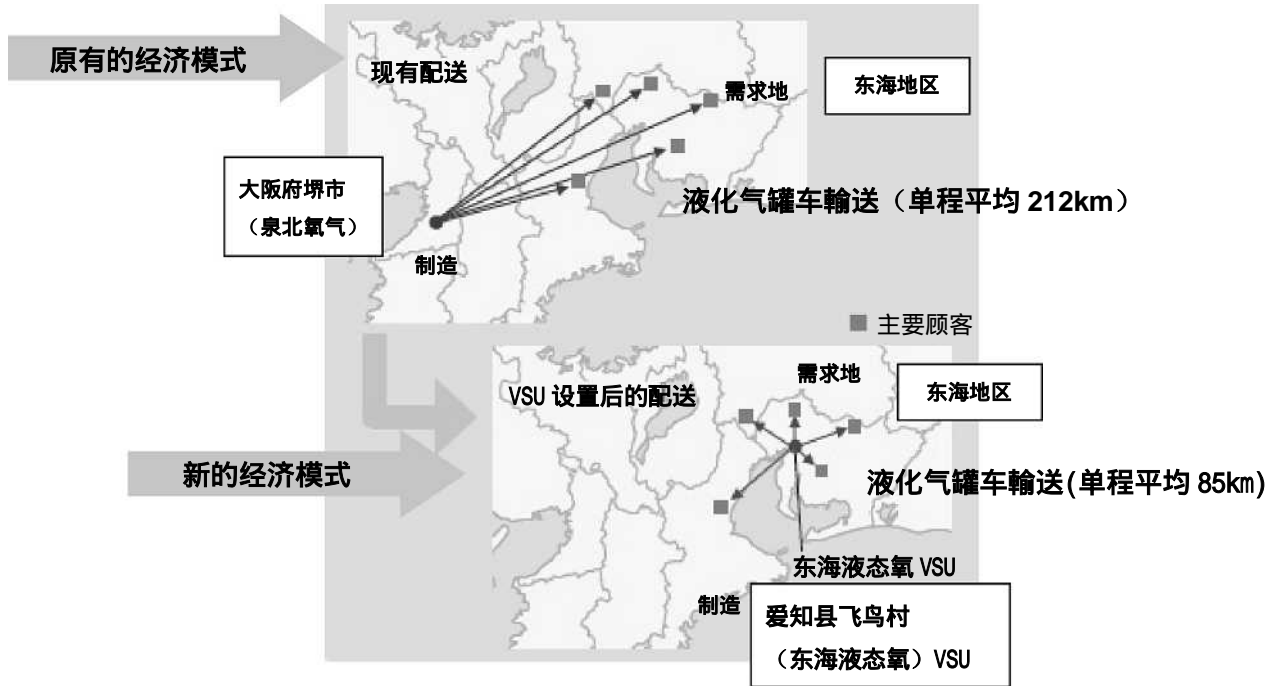 原有的经济模式
现有配送
需求地
东海地区
大阪府堺市
（泉北氧气）
液化气罐车輸送（单程平均 212km）
制造
主要顾客
需求地
VSU 设置后的配送
东海地区
新的经济模式
液化气罐车輸送(单程平均 85㎞)
东海液态氧 VSU
制造
爱知县飞鸟村
（东海液态氧）VSU